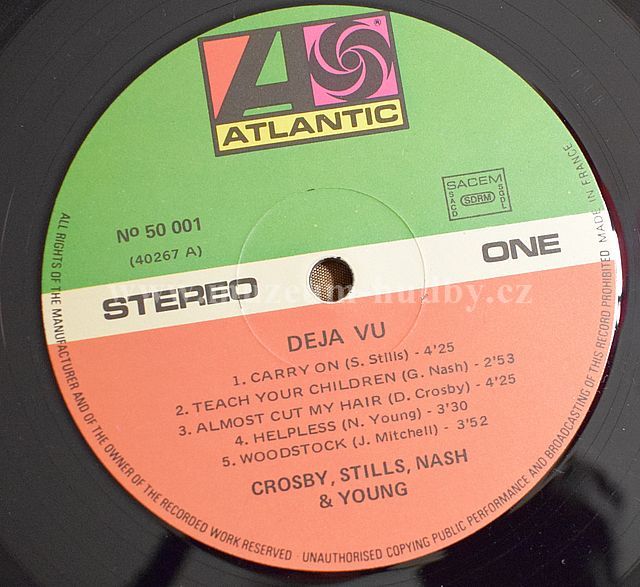 ATLANTIC
SACEM
SACD SDRM SGDL
MADE IN FRANCE
Nº 50 001
(40267 A)
STEREO ONE
DEJA VU
1. CARRY ON (S. Stills) - 4'25
2. TEACH YOUR CHILDREN (G. Nash) - 2'53
3. ALMOST CUT MY HAIR (D. Crosby) - 4'25
4. HELPLESS (N. Young) - 3'30
5. WOODSTOCK (J. Mitchell) - 3'52
CROSBY, STILLS, NASH
& YOUNG
ALL RIGHTS OF THE MANUFACTURER AND OF THE OWNER OF THE RECORDED WORK RESERVED - UNAUTHORISED COPYING PUBLIC PERFORMANCE AND BROADCASTING OF THIS RECORD PROHIBITED